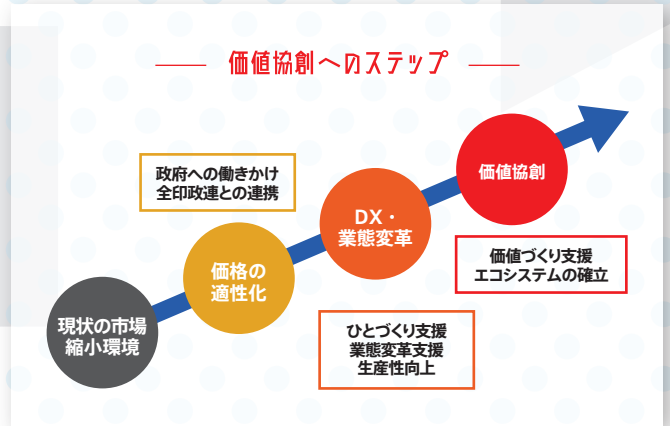 価値協創へのステップ
政府への働きかけ
全印政連との連携
価値協創
DX・
業態変革
価値づくり支援
エコシステムの確立
価格の
適性化
現状の市場
縮小環境
ひとづくり支援
業態変革支援
生産性向上